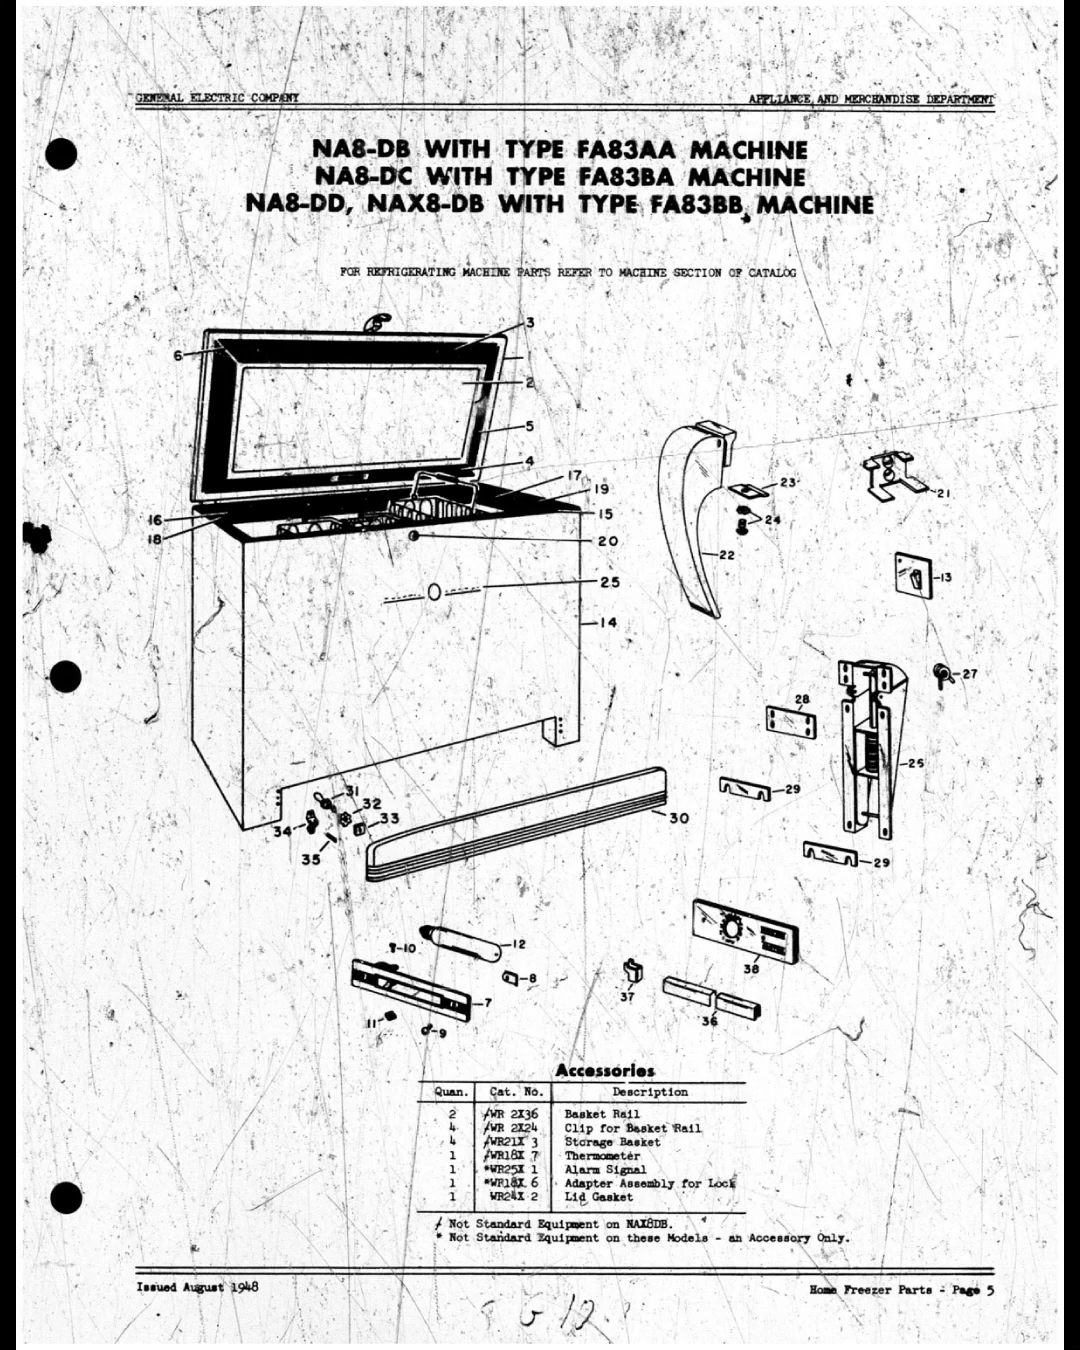 GENERAL ELECTRIC COMPANY APPLIANCE AND MERCHANDISE DEPARTMENT
NA8-DB WITH TYPE FA83AA MACHINE
NA8-DC WITH TYPE FA83BA MACHINE
NA8-DD, NAX8-DB WITH TYPE FA83BB MACHINE
FOR REFRIGERATING MACHINE PARTS REFER TO MACHINE SECTION OF CATALOG
3
6
2
5
4
17
23
19
21
16
15
24
18
20
22
25
13
14
27
28
25
31
29
32
33
30
34
35
29
12
10
38
8
37
7
36
11
9
Accessories
Quan. Cat. No. Description
2 /WR 2X36 Basket Rail
4 /WR 2X24 Clip for Basket Rail
4 /WR21X 3 Storage Basket
1 /WR18X 7 Thermometer
1 *WR25X 1 Alarm Signal
1 *WR18X 6 Adapter Assembly for Lock
1 WR24X 2 Lid Gasket
/ Not Standard Equipment on NAX8DB.
* Not Standard Equipment on these Models - an Accessory Only.
Issued August 1948 Home Freezer Parts - Page 5